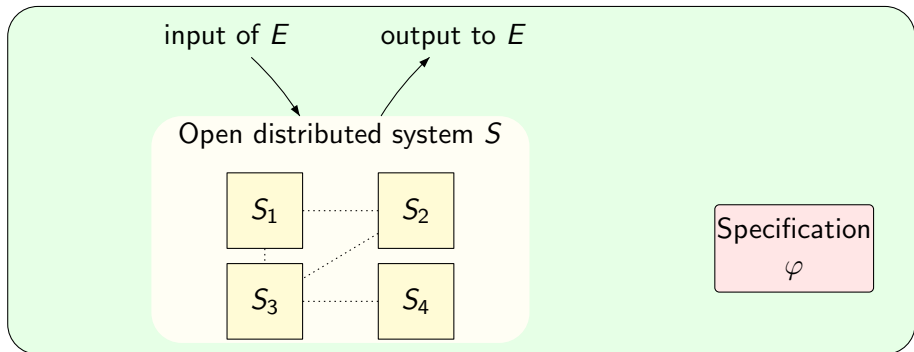 input of E output to E
Open distributed system S
S₁ S₂
Specification
S₃ S₄ φ